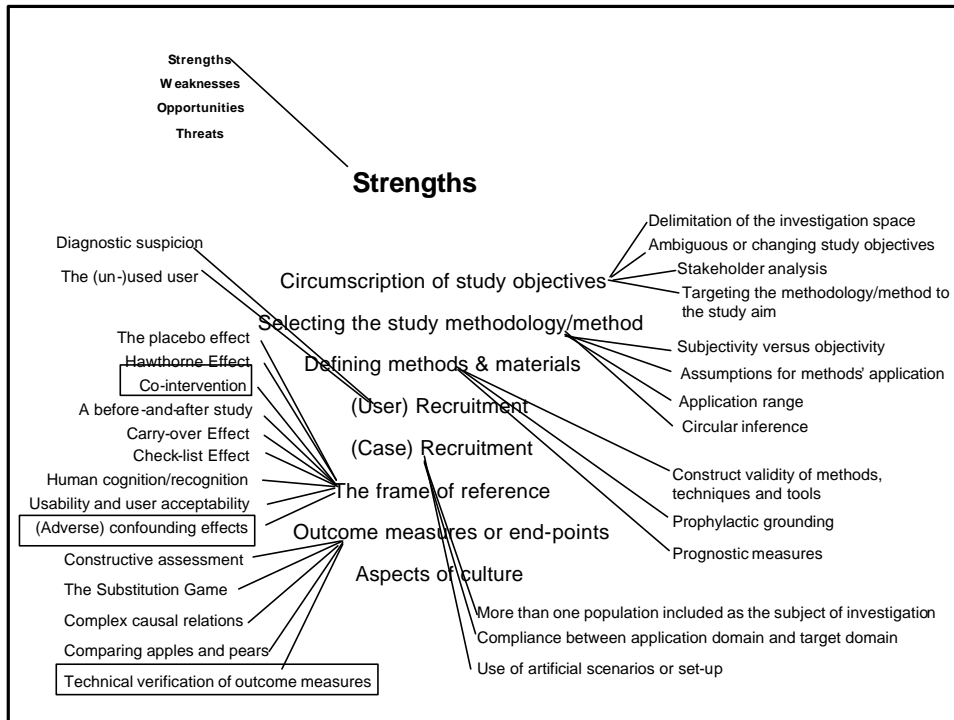 Strengths
Weaknesses
Opportunities
Threats
Strengths
Diagnostic suspicion
The (un-)used user
The placebo effect
Hawthorne Effect
Co-intervention
A before-and-after study
Carry-over Effect
Check-list Effect
Human cognition/recognition
Usability and user acceptability
(Adverse) confounding effects
Constructive assessment
The Substitution Game
Complex causal relations
Comparing apples and pears
Technical verification of outcome measures
Circumscription of study objectives
Selecting the study methodology/method
Defining methods & materials
(User) Recruitment
(Case) Recruitment
The frame of reference
Outcome measures or end-points
Aspects of culture
Delimitation of the investigation space
Ambiguous or changing study objectives
Stakeholder analysis
Targeting the methodology/method to
the study aim
Subjectivity versus objectivity
Assumptions for methods' application
Application range
Circular inference
Construct validity of methods,
techniques and tools
Prophylactic grounding
Prognostic measures
More than one population included as the subject of investigation
Compliance between application domain and target domain
Use of artificial scenarios or set-up